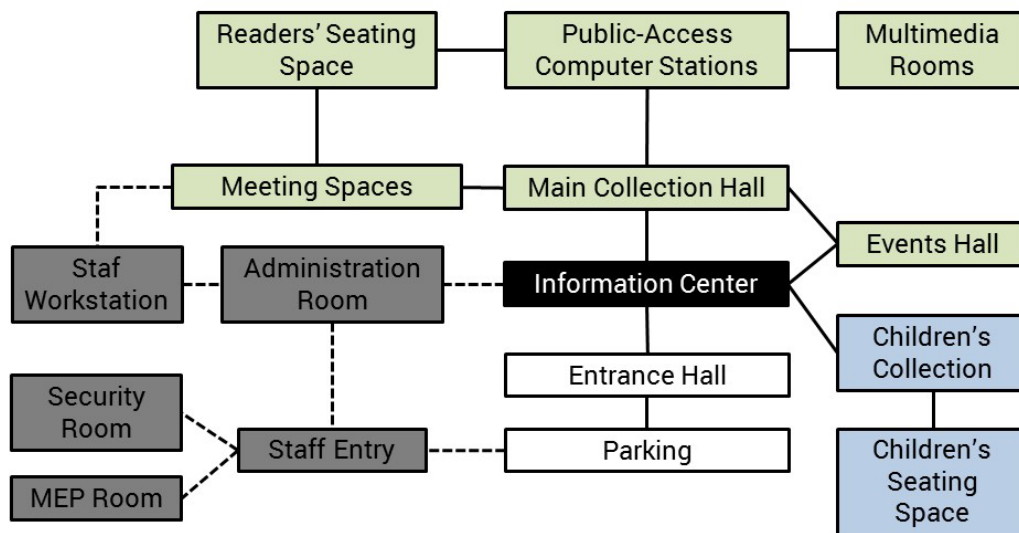 Readers’ Seating
Space
Public-Access
Computer Stations
Multimedia
Rooms
Meeting Spaces
Main Collection Hall
Events Hall
Staf
Workstation
Administration
Room
Information Center
Children’s
Collection
Entrance Hall
Security
Room
Staff Entry
Parking
MEP Room
Children’s
Seating
Space